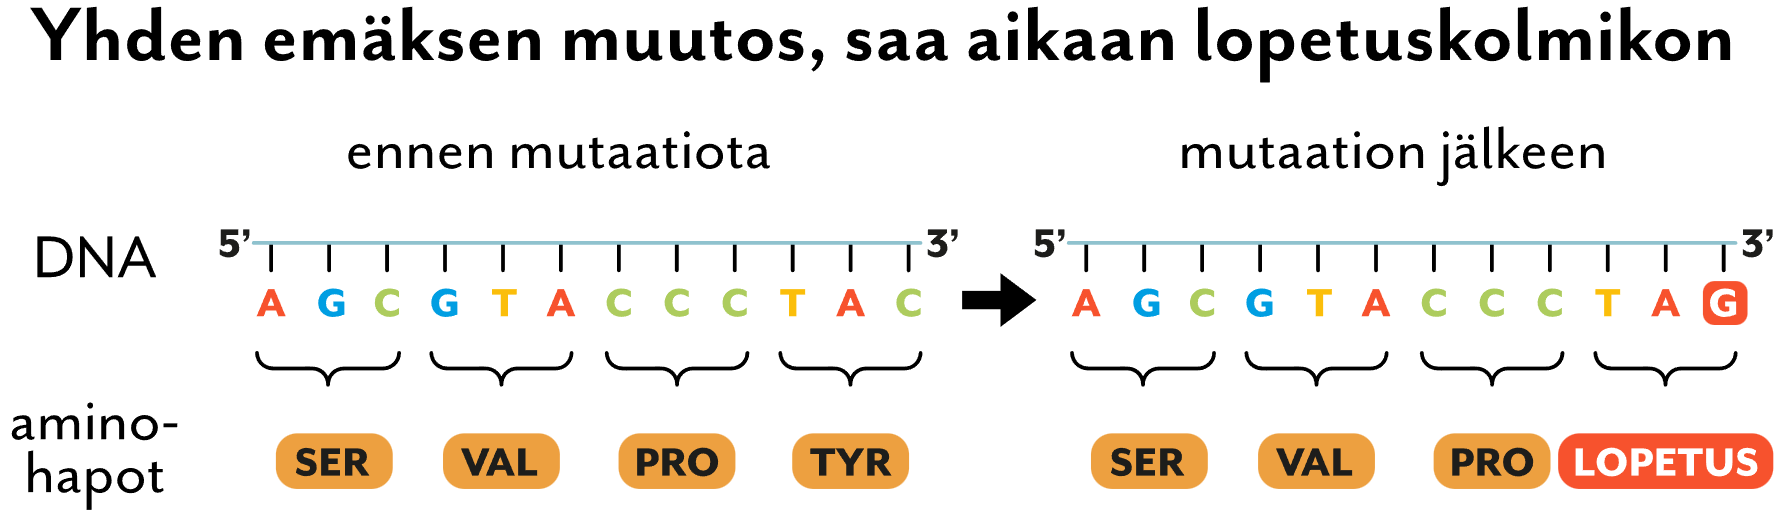 Yhden emäksen muutos, saa aikaan lopetuskolmikon
ennen mutaatiota
mutaation jälkeen
DNA
5’ 3’ 5’ 3’
A G C G T A C C C T A C A G C G T A C C C T A G
amino-
hapot
SER VAL PRO TYR SER VAL PRO LOPETUS